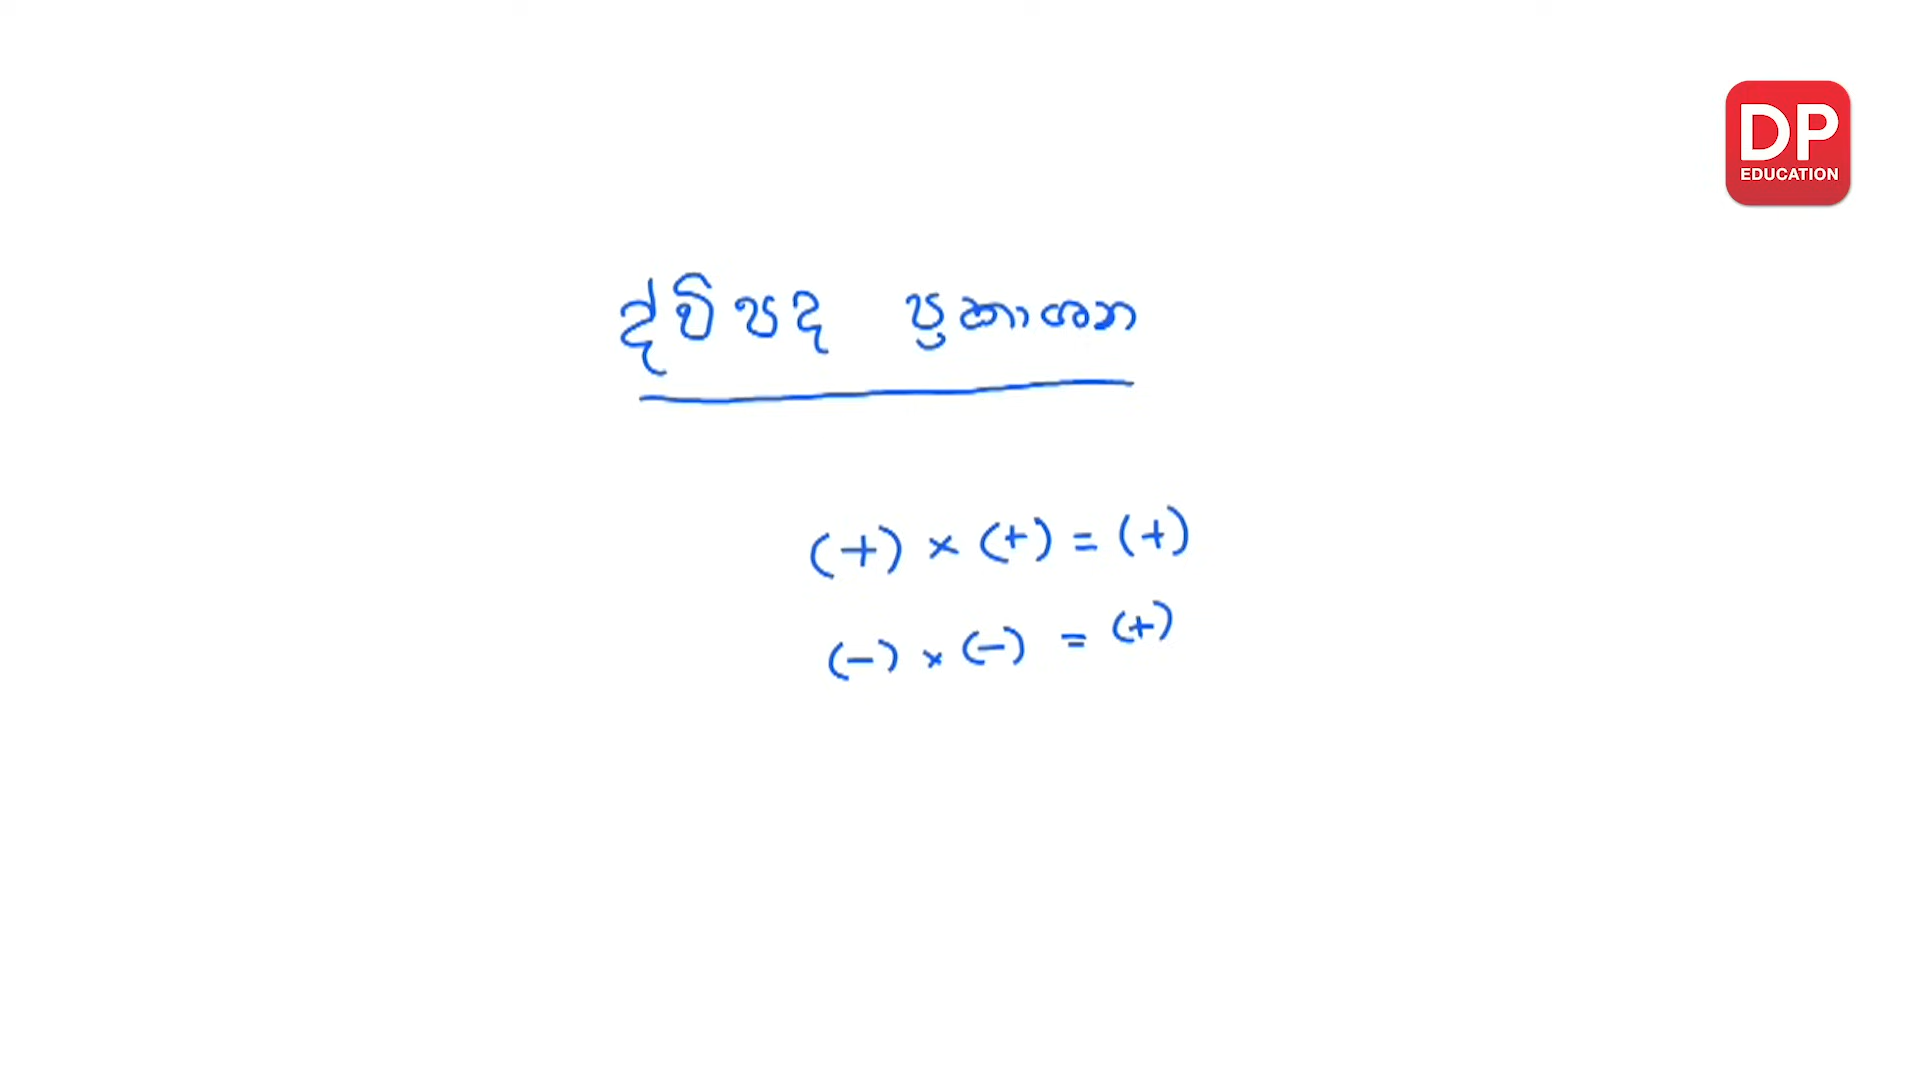 DP
EDUCATION
ද්විපද ප්‍රකාශන
(+) × (+) = (+)
(−) × (−) = (+)